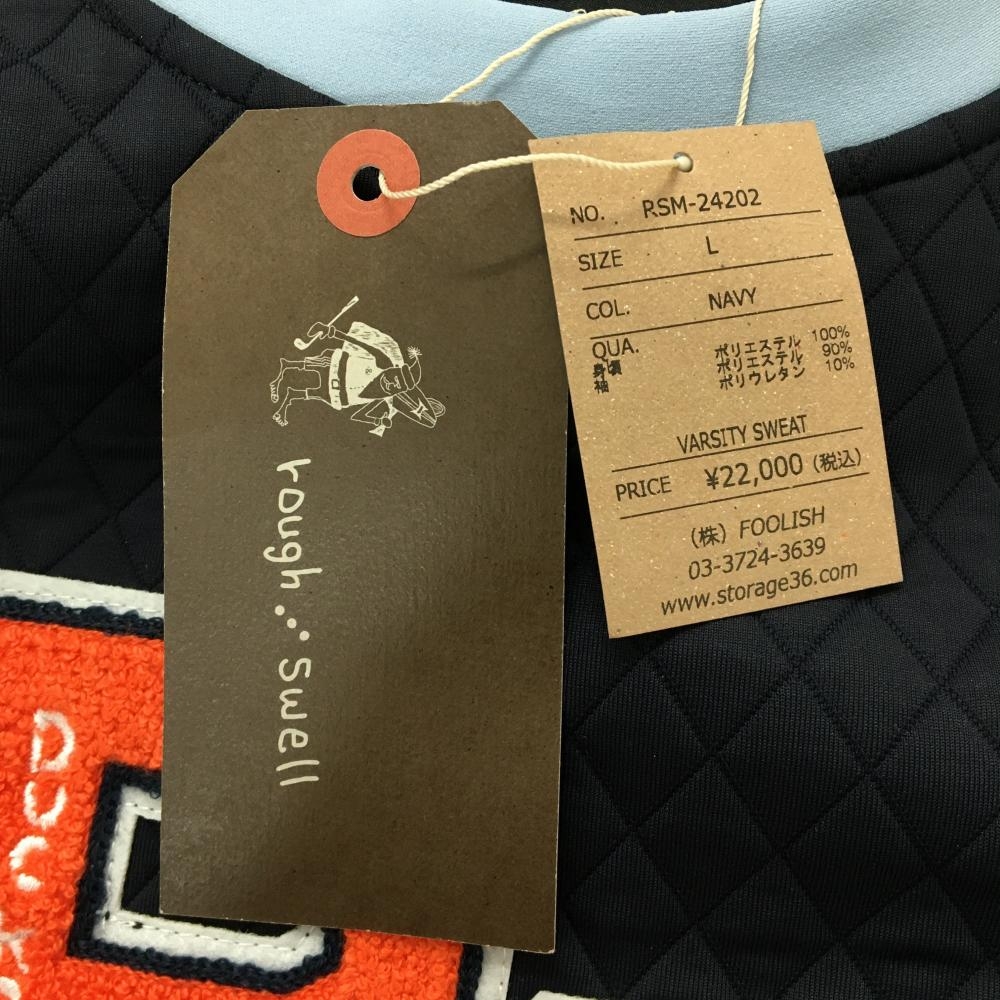 rough... Swell
NO. RSM-24202
SIZE L
COL. NAVY
QUA.
身頃 ポリエステル 100%
袖 ポリエステル 90%
ポリウレタン 10%
VARSITY SWEAT
PRICE ¥22,000 (税込)
(株) FOOLISH
03-3724-3639
www.storage36.com